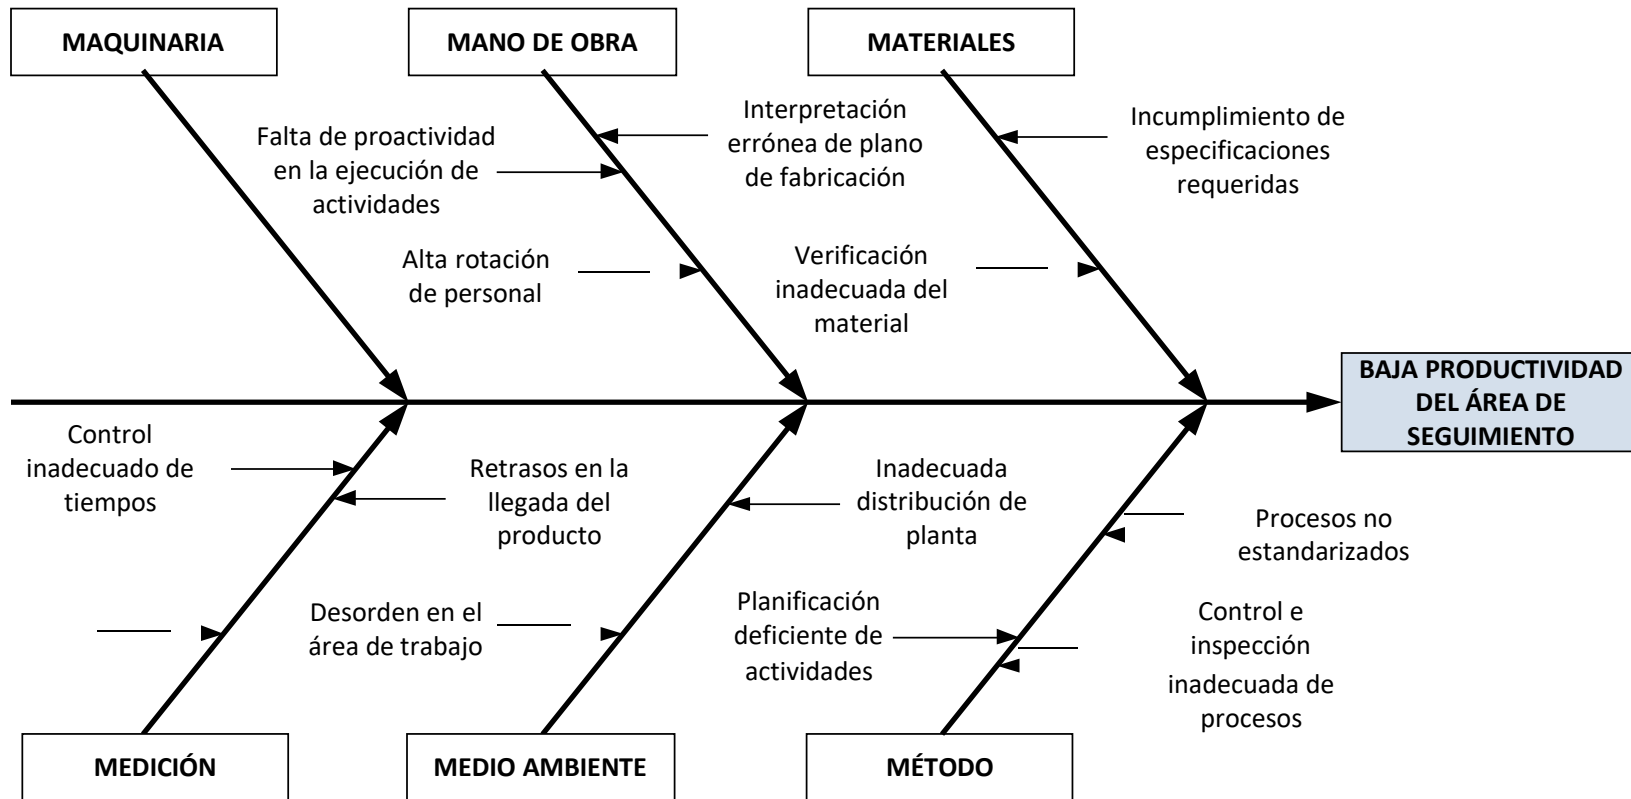 MAQUINARIA
MANO DE OBRA
MATERIALES
Falta de proactividad
en la ejecución de
actividades
Interpretación
errónea de plano
de fabricación
Incumplimiento de
especificaciones
requeridas
Alta rotación
de personal
Verificación
inadecuada del
material
BAJA PRODUCTIVIDAD
DEL ÁREA DE
SEGUIMIENTO
Control
inadecuado de
tiempos
Retrasos en la
llegada del
producto
Inadecuada
distribución de
planta
Procesos no
estandarizados
Desorden en el
área de trabajo
Planificación
deficiente de
actividades
Control e
inspección
inadecuada de
procesos
MEDICIÓN
MEDIO AMBIENTE
MÉTODO